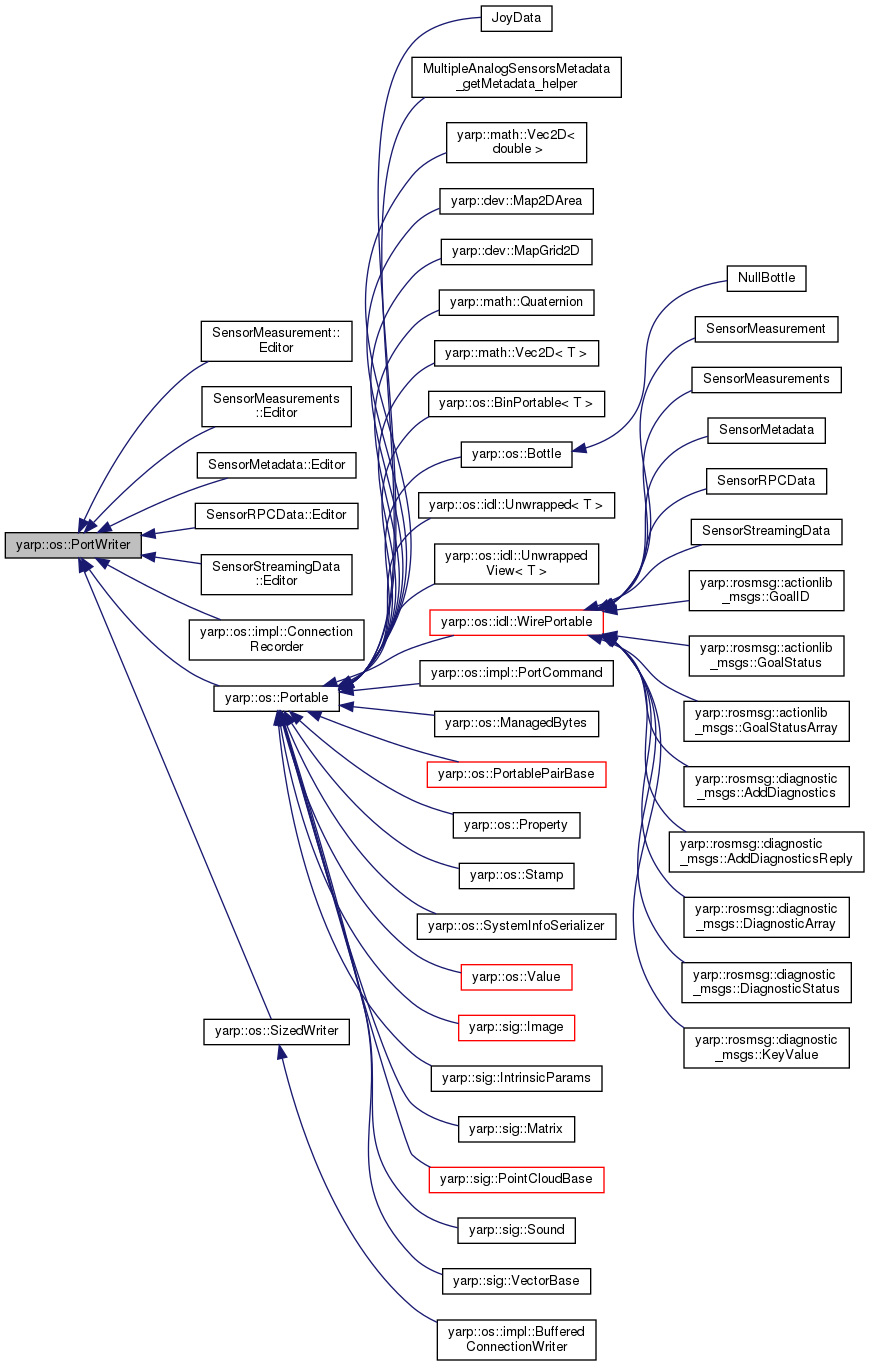 JoyData
MultipleAnalogSensorsMetadata
_getMetadata_helper
yarp::math::Vec2D<
double >
yarp::dev::Map2DArea
yarp::dev::MapGrid2D
yarp::math::Quaternion
yarp::math::Vec2D< T >
yarp::os::BinPortable< T >
yarp::os::Bottle
yarp::os::idl::Unwrapped< T >
yarp::os::idl::Unwrapped
View< T >
yarp::os::idl::WirePortable
yarp::os::impl::PortCommand
yarp::os::ManagedBytes
yarp::os::PortablePairBase
yarp::os::Property
yarp::os::Stamp
yarp::os::SystemInfoSerializer
yarp::os::Value
yarp::sig::Image
yarp::sig::IntrinsicParams
yarp::sig::Matrix
yarp::sig::PointCloudBase
yarp::sig::Sound
yarp::sig::VectorBase
yarp::os::impl::Buffered
ConnectionWriter
SensorMeasurement::
Editor
SensorMeasurements
::Editor
SensorMetadata::Editor
SensorRPCData::Editor
yarp::os::PortWriter
SensorStreamingData
::Editor
yarp::os::impl::Connection
Recorder
yarp::os::Portable
yarp::os::SizedWriter
NullBottle
SensorMeasurement
SensorMeasurements
SensorMetadata
SensorRPCData
SensorStreamingData
yarp::rosmsg::actionlib
_msgs::GoalID
yarp::rosmsg::actionlib
_msgs::GoalStatus
yarp::rosmsg::actionlib
_msgs::GoalStatusArray
yarp::rosmsg::diagnostic
_msgs::AddDiagnostics
yarp::rosmsg::diagnostic
_msgs::AddDiagnosticsReply
yarp::rosmsg::diagnostic
_msgs::DiagnosticArray
yarp::rosmsg::diagnostic
_msgs::DiagnosticStatus
yarp::rosmsg::diagnostic
_msgs::KeyValue